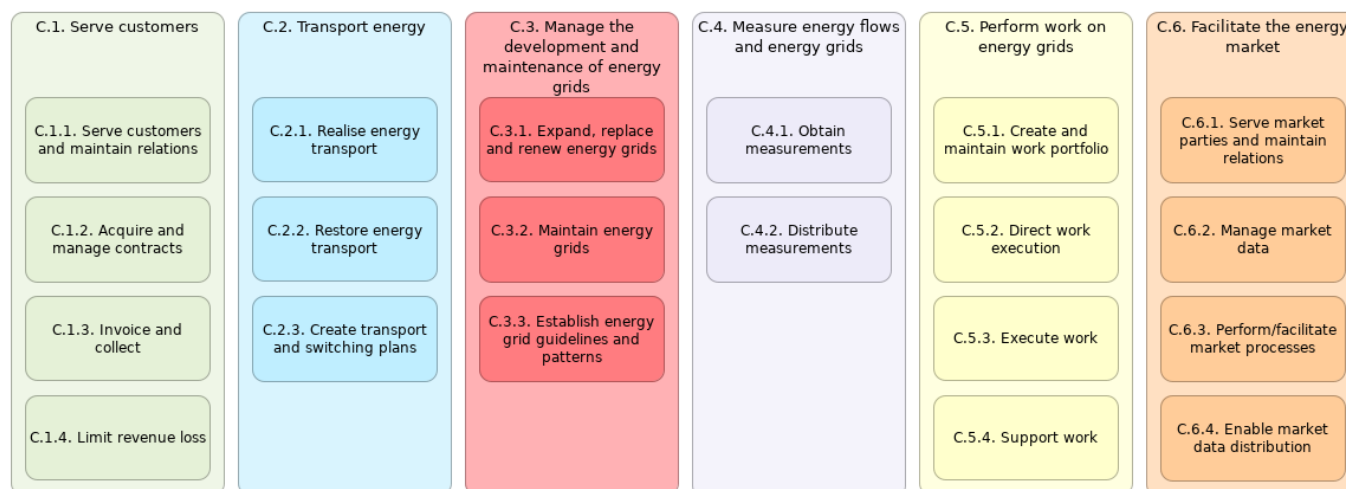 C.1. Serve customers
C.1.1. Serve customers
and maintain relations
C.1.2. Acquire and
manage contracts
C.1.3. Invoice and
collect
C.1.4. Limit revenue loss
C.2. Transport energy
C.2.1. Realise energy
transport
C.2.2. Restore energy
transport
C.2.3. Create transport
and switching plans
C.3. Manage the
development and
maintenance of energy
grids
C.3.1. Expand, replace
and renew energy grids
C.3.2. Maintain energy
grids
C.3.3. Establish energy
grid guidelines and
patterns
C.4. Measure energy flows
and energy grids
C.4.1. Obtain
measurements
C.4.2. Distribute
measurements
C.5. Perform work on
energy grids
C.5.1. Create and
maintain work portfolio
C.5.2. Direct work
execution
C.5.3. Execute work
C.5.4. Support work
C.6. Facilitate the energy
market
C.6.1. Serve market
parties and maintain
relations
C.6.2. Manage market
data
C.6.3. Perform/facilitate
market processes
C.6.4. Enable market
data distribution